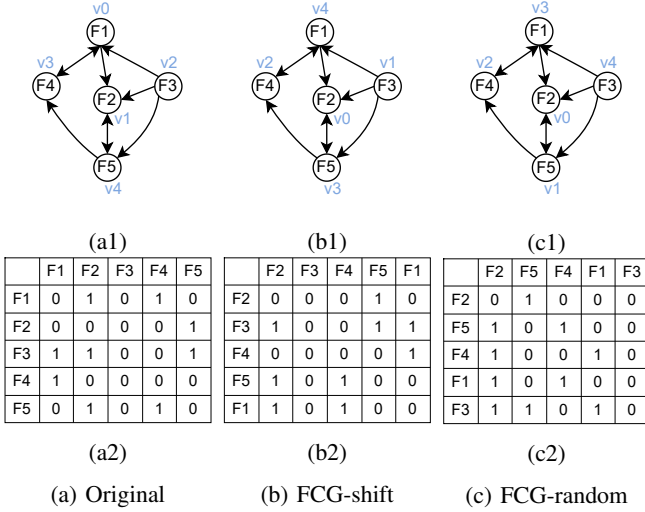 v0 v4 v3
F1 F1 F1
v3 v2 v2 v1 v2 v4
F4 F3 F4 F3 F4 F3
F2 F2 F2
v1 v0 v0
F5 F5 F5
v4 v3 v1
(a1) (b1) (c1)
F1 F2 F3 F4 F5 F2 F3 F4 F5 F1 F2 F5 F4 F1 F3
F1 0 1 0 1 0 F2 0 0 0 1 0 F2 0 1 0 0 0
F2 0 0 0 0 1 F3 1 0 0 1 1 F5 1 0 1 0 0
F3 1 1 0 0 1 F4 0 0 0 0 1 F4 1 0 0 1 0
F4 1 0 0 0 0 F5 1 0 1 0 0 F1 1 0 1 0 0
F5 0 1 0 1 0 F1 1 0 1 0 0 F3 1 1 0 1 0
(a2) (b2) (c2)
(a) Original (b) FCG-shift (c) FCG-random